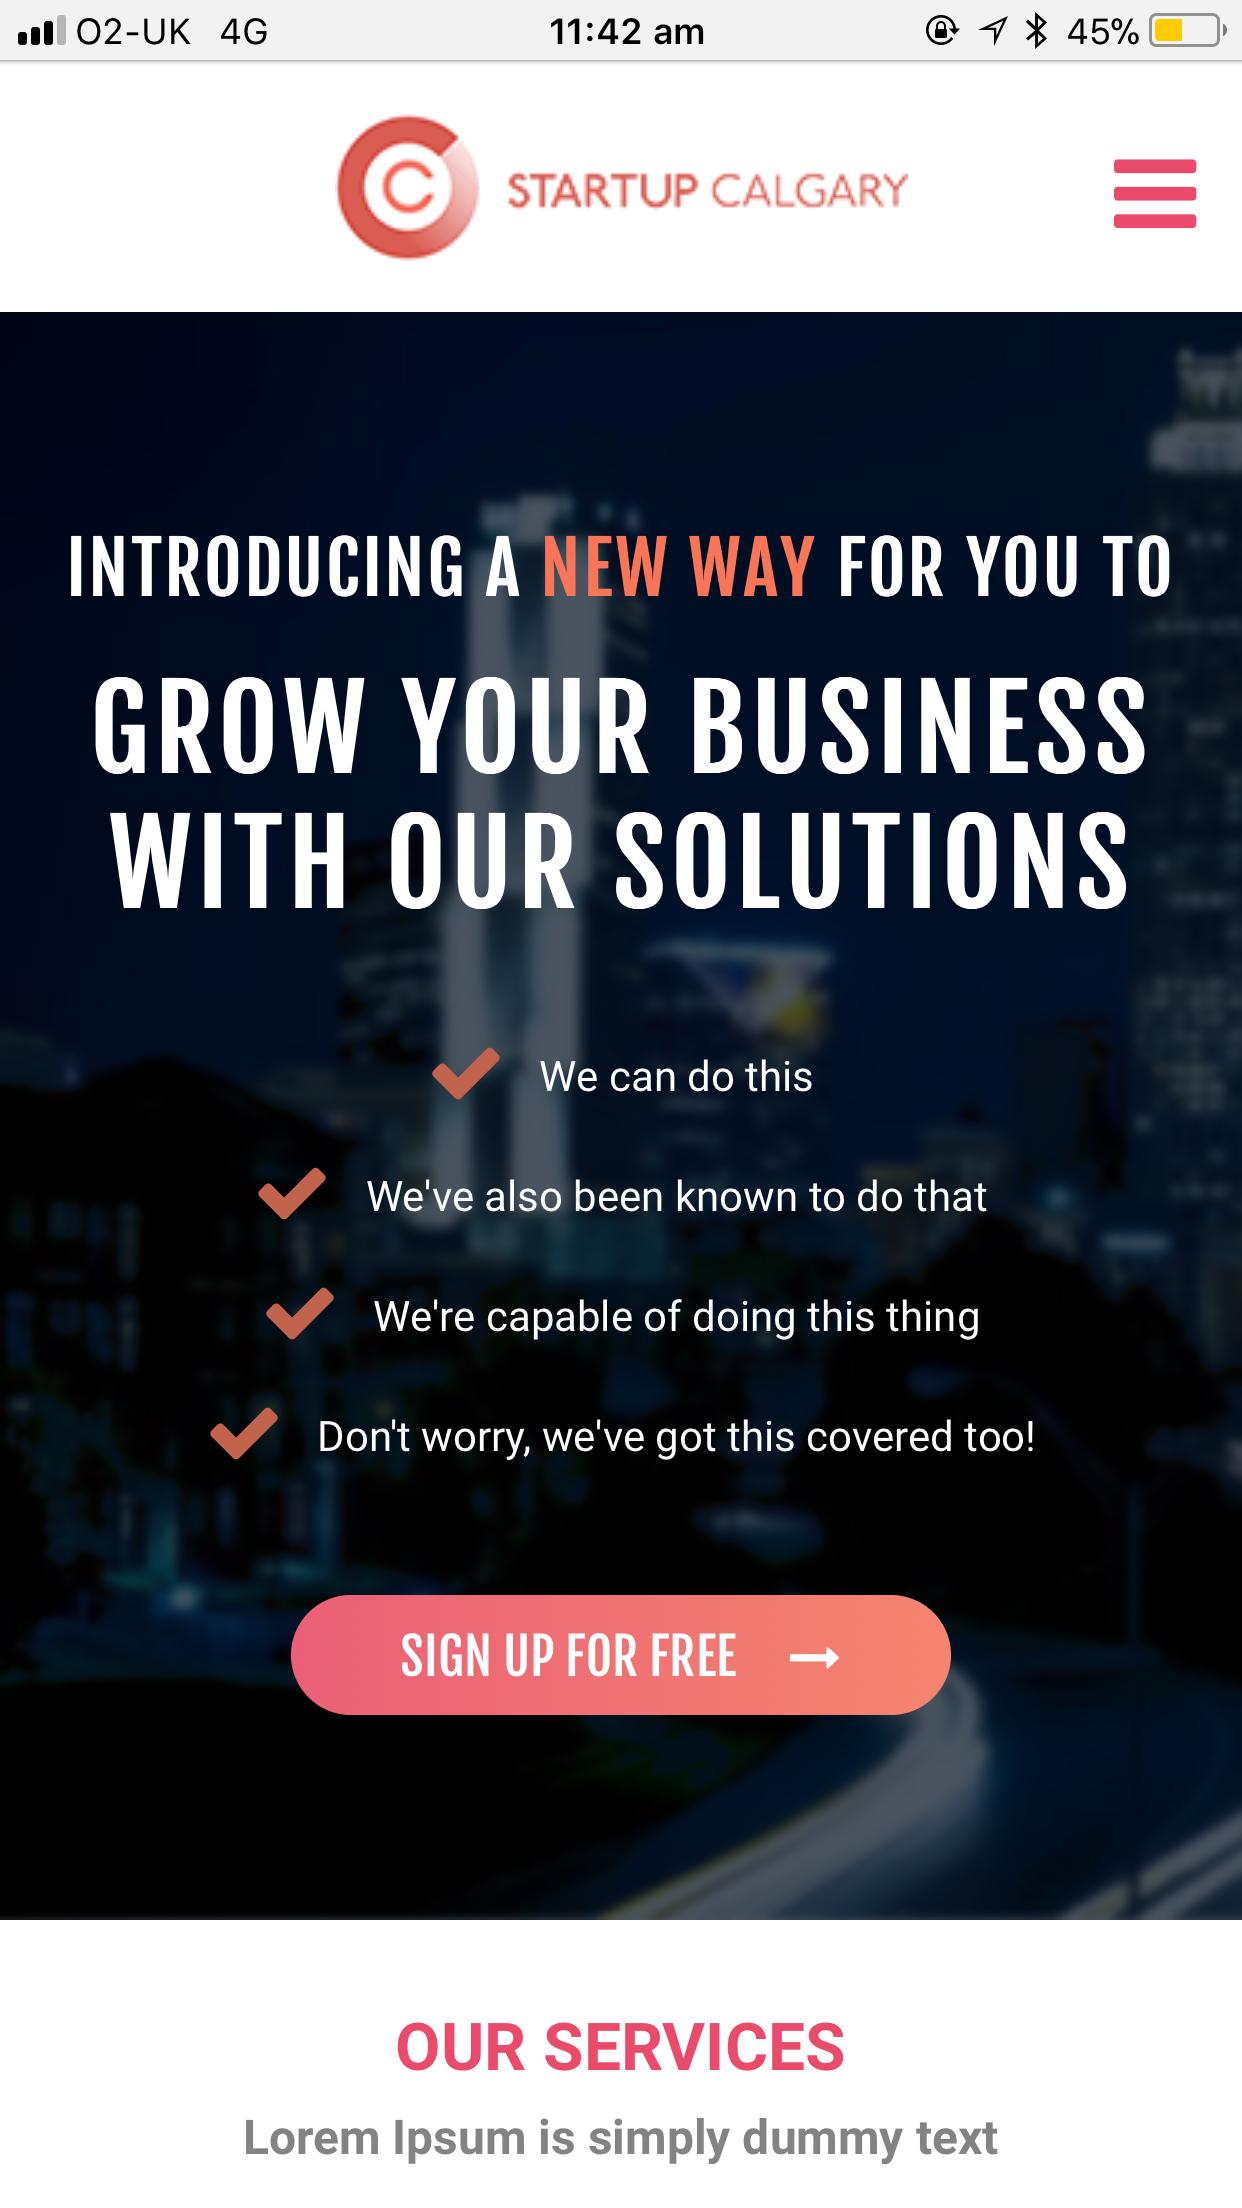 O2-UK 4G 11:42 am 45%
STARTUP CALGARY
INTRODUCING A NEW WAY FOR YOU TO
GROW YOUR BUSINESS
WITH OUR SOLUTIONS
We can do this
We've also been known to do that
We're capable of doing this thing
Don't worry, we've got this covered too!
SIGN UP FOR FREE
OUR SERVICES
Lorem Ipsum is simply dummy text